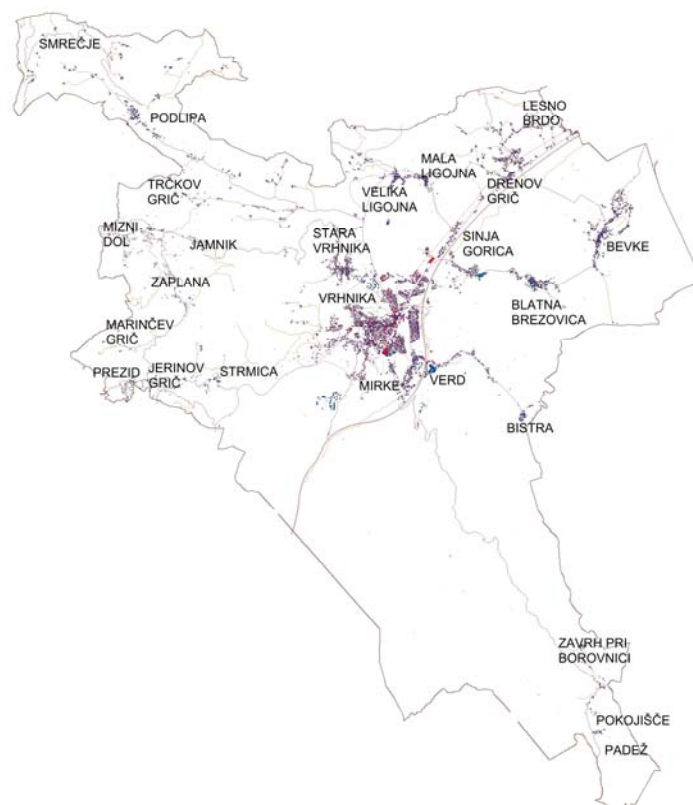 SMREČJE
PODLIPA
LESNO
BRDO
MALA
LIGOJNA
VELIKA
LIGOJNA
DRENOV
GRIČ
TRČKOV
GRIČ
MIZNI
DOL
JAMNIK
STARA
VRHNIKA
SINJA
GORICA
BEVKE
ZAPLANA
VRHNIKA
BLATNA
BREZOVICA
MARINČEV
GRIČ
PREZID
JERINOV
GRIČ
STRMICA
MIRKE
VERD
BISTRA
ZAVRH PRI
BOROVNICI
POKOJIŠČE
PADEŽ